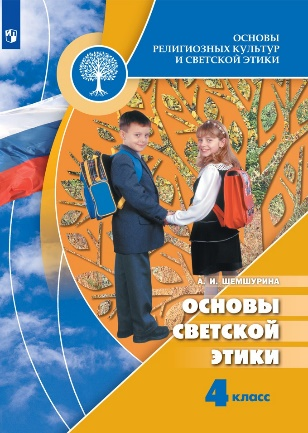 ОСНОВЫ
РЕЛИГИОЗНЫХ КУЛЬТУР
И СВЕТСКОЙ ЭТИКИ
А. И. ШЕМШУРИНА
ОСНОВЫ
СВЕТСКОЙ
ЭТИКИ
4 класс